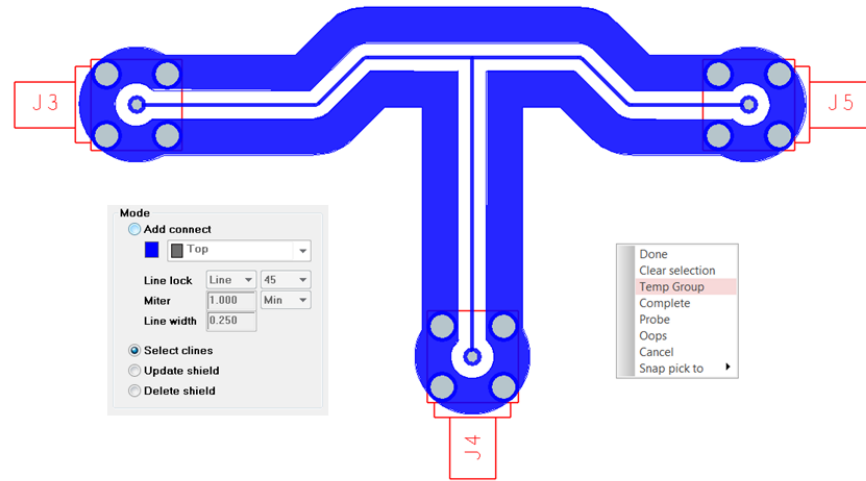 J3
J5
Mode
Add connect
Top
Line lock Line 45
Miter 1.000 Min
Line width 0.250
Select clines
Update shield
Delete shield
Done
Clear selection
Temp Group
Complete
Probe
Oops
Cancel
Snap pick to
J4